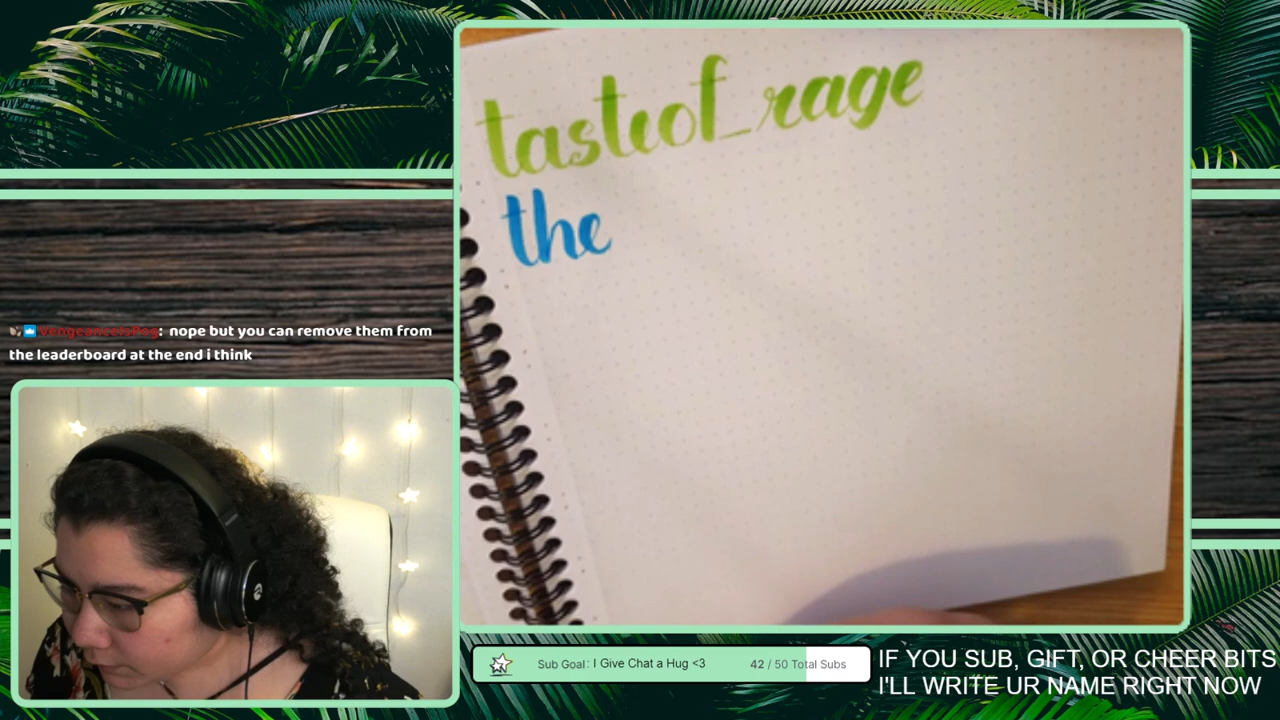 tasteof_rage
the
VengeanceIsRog: nope but you can remove them from
the leaderboard at the end i think
Sub Goal: I Give Chat a Hug <3 42 / 50 Total Subs
IF YOU SUB, GIFT, OR CHEER BITS
I'LL WRITE UR NAME RIGHT NOW